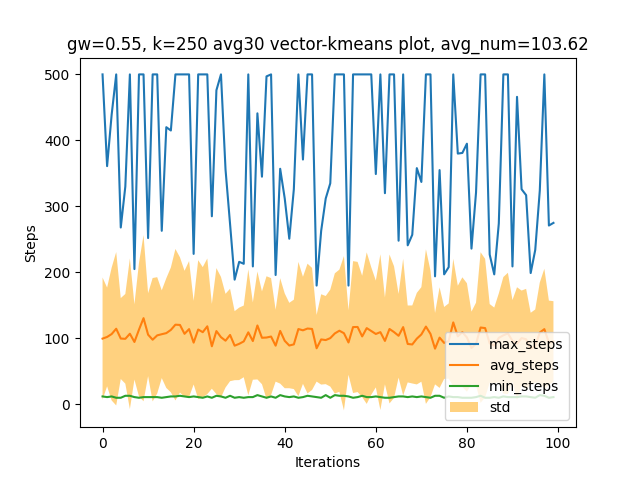 gw=0.55, k=250 avg30 vector-kmeans plot, avg_num=103.62
500
400
300
200
100
0
Steps
max_steps
avg_steps
min_steps
std
0 20 40 60 80 100
Iterations